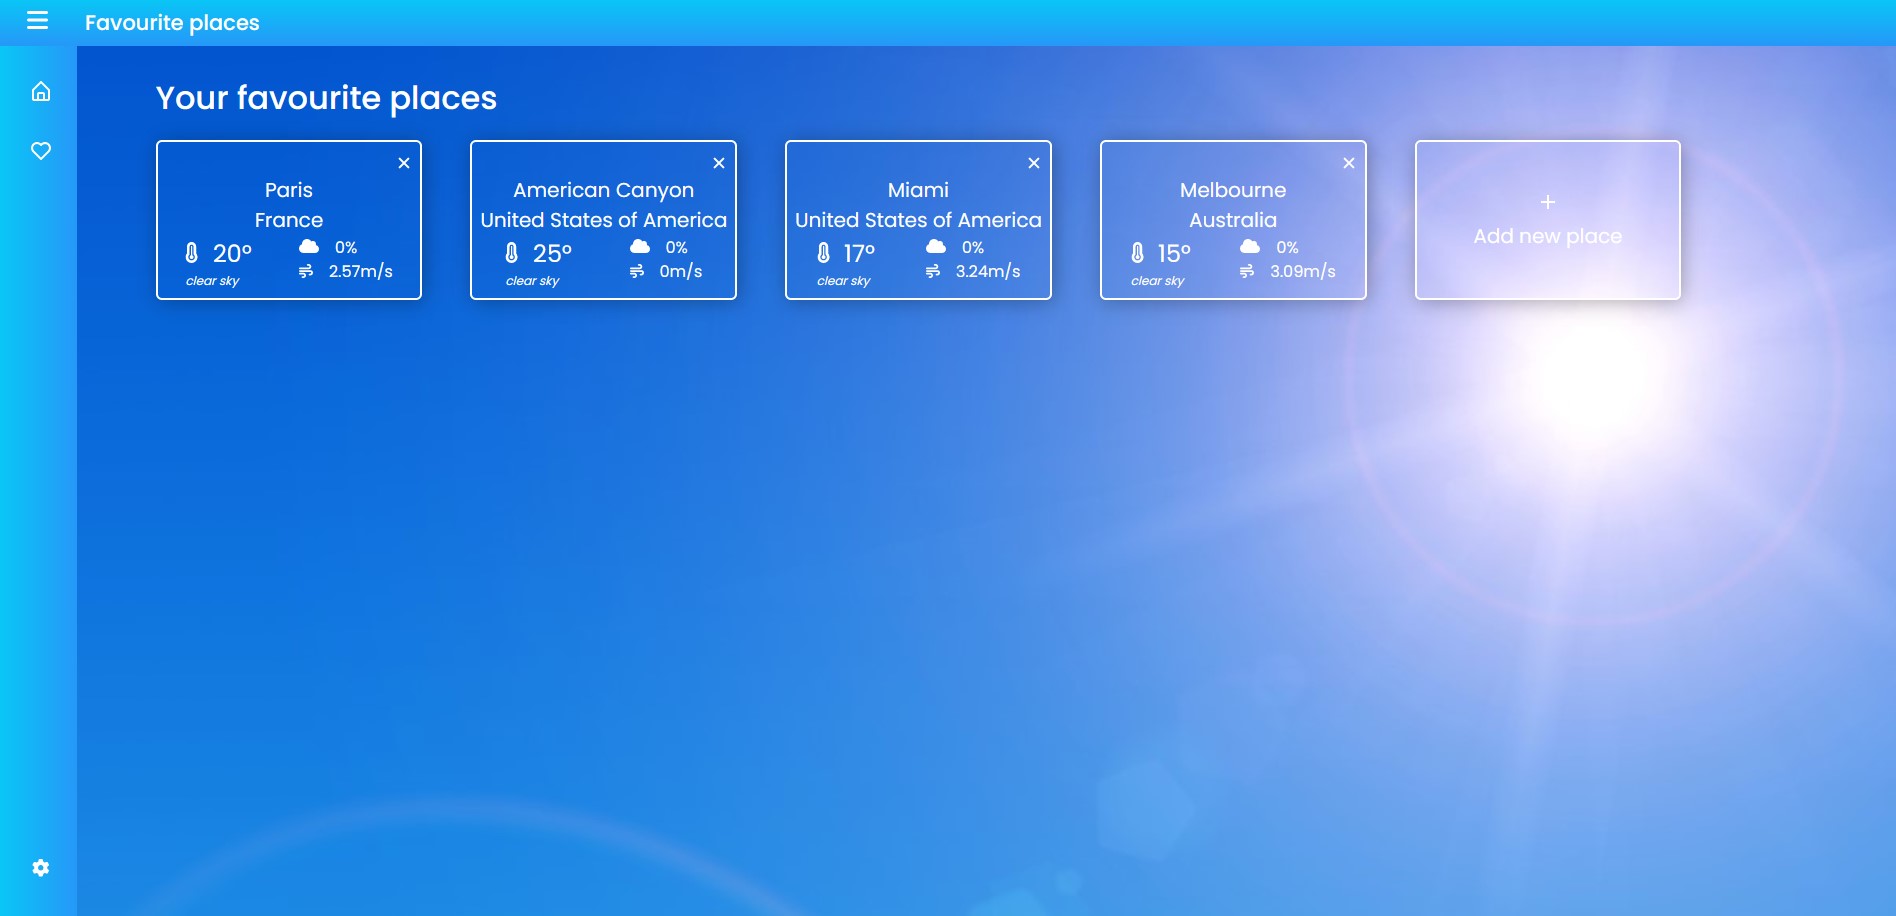 Favourite places
Your favourite places
Paris
France
20°
0%
2.57m/s
clear sky
American Canyon
United States of America
25°
0%
0m/s
clear sky
Miami
United States of America
17°
0%
3.24m/s
clear sky
Melbourne
Australia
15°
0%
3.09m/s
clear sky
+
Add new place